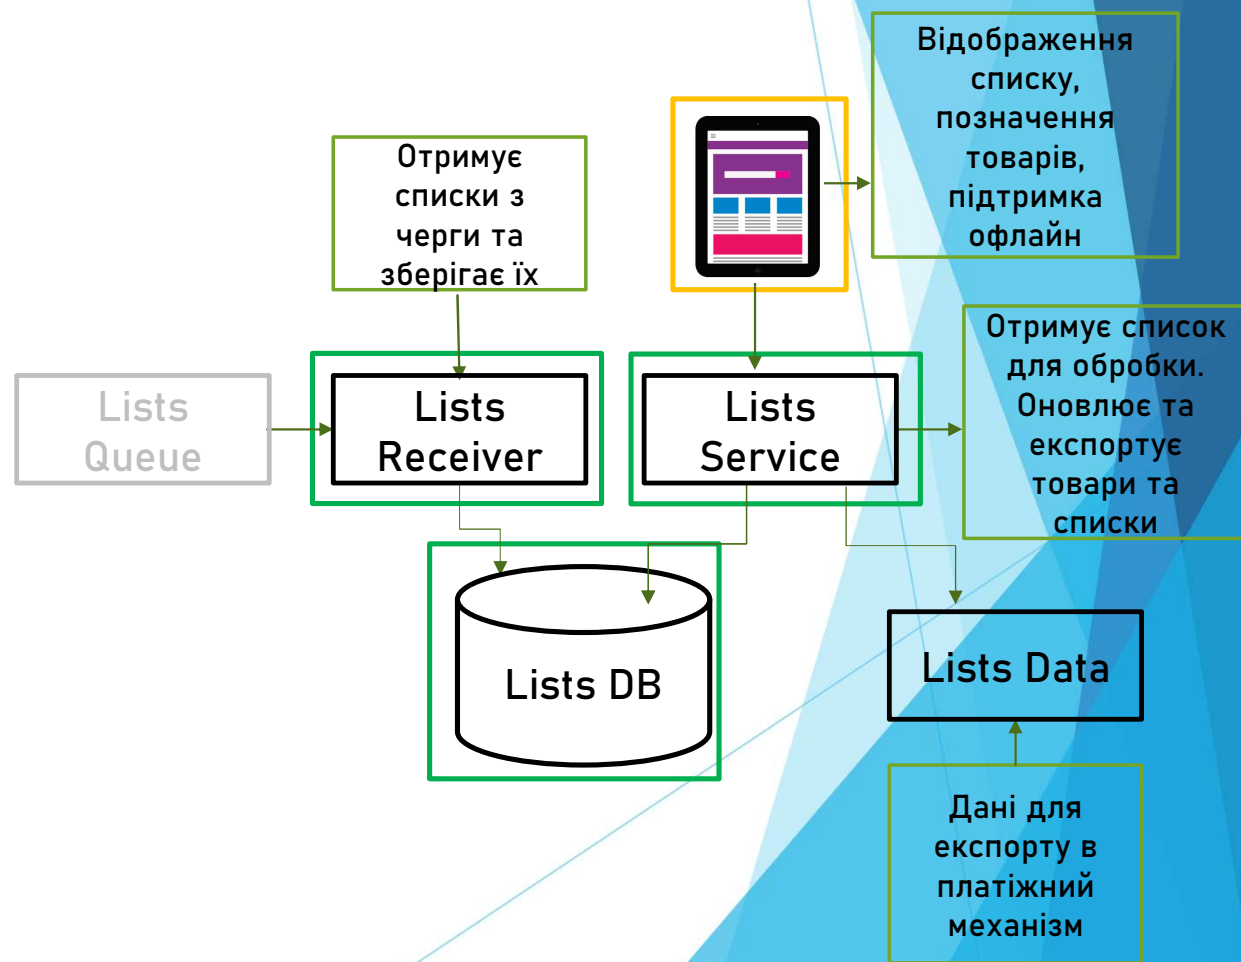 Відображення
списку,
позначення
товарів,
підтримка
офлайн
Отримує
списки з
черги та
зберігає їх
Отримує список
для обробки.
Оновлює та
експортує
товари та
списки
Lists
Queue
Lists
Receiver
Lists
Service
Lists DB
Lists Data
Дані для
експорту в
платіжний
механізм